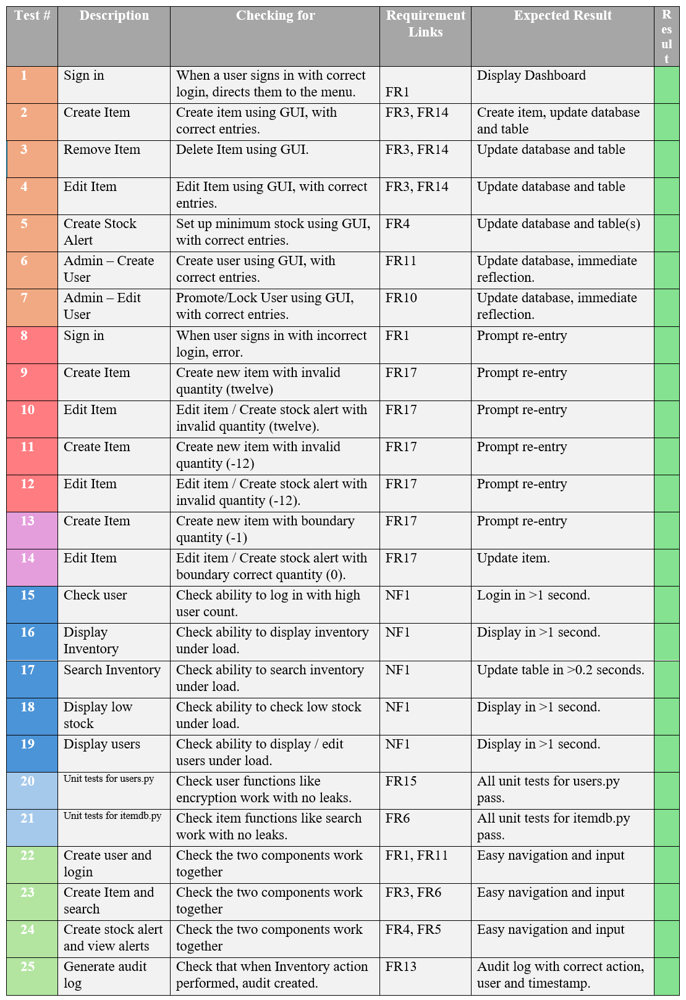 Test #
Description
Checking for
Requirement
Links
Expected Result
R
es
ul
t
1
Sign in
When a user signs in with correct
login, directs them to the menu.
FR1
Display Dashboard
2
Create Item
Create item using GUI, with
correct entries.
FR3, FR14
Create item, update database
and table
3
Remove Item
Delete Item using GUI.
FR3, FR14
Update database and table
4
Edit Item
Edit Item using GUI, with correct
entries.
FR3, FR14
Update database and table
5
Create Stock
Alert
Set up minimum stock using GUI,
with correct entries.
FR4
Update database and table(s)
6
Admin – Create
User
Create user using GUI, with
correct entries.
FR11
Update database, immediate
reflection.
7
Admin – Edit
User
Promote/Lock User using GUI,
with correct entries.
FR10
Update database, immediate
reflection.
8
Sign in
When user signs in with incorrect
login, error.
FR1
Prompt re-entry
9
Create Item
Create new item with invalid
quantity (twelve)
FR17
Prompt re-entry
10
Edit Item
Edit item / Create stock alert with
invalid quantity (twelve).
FR17
Prompt re-entry
11
Create Item
Create new item with invalid
quantity (-12)
FR17
Prompt re-entry
12
Edit Item
Edit item / Create stock alert with
invalid quantity (-12).
FR17
Prompt re-entry
13
Create Item
Create new item with boundary
quantity (-1)
FR17
Prompt re-entry
14
Edit Item
Edit item / Create stock alert with
boundary correct quantity (0).
FR17
Update item.
15
Check user
Check ability to log in with high
user count.
NF1
Login in >1 second.
16
Display
Inventory
Check ability to display inventory
under load.
NF1
Display in >1 second.
17
Search Inventory
Check ability to search inventory
under load.
NF1
Update table in >0.2 seconds.
18
Display low
stock
Check ability to check low stock
under load.
NF1
Display in >1 second.
19
Display users
Check ability to display / edit
users under load.
NF1
Display in >1 second.
20
Unit tests for users.py
Check user functions like
encryption work with no leaks.
FR15
All unit tests for users.py
pass.
21
Unit tests for itemdb.py
Check item functions like search
work with no leaks.
FR6
All unit tests for itemdb.py
pass.
22
Create user and
login
Check the two components work
together
FR1, FR11
Easy navigation and input
23
Create Item and
search
Check the two components work
together
FR3, FR6
Easy navigation and input
24
Create stock alert
and view alerts
Check the two components work
together
FR4, FR5
Easy navigation and input
25
Generate audit
log
Check that when Inventory action
performed, audit created.
FR13
Audit log with correct action,
user and timestamp.